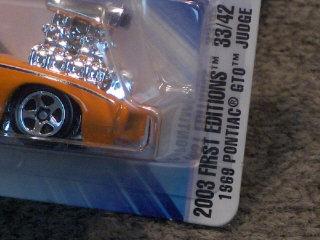 2003 FIRST EDITIONS™ 33/42
1969 PONTIAC® GTO™ JUDGE